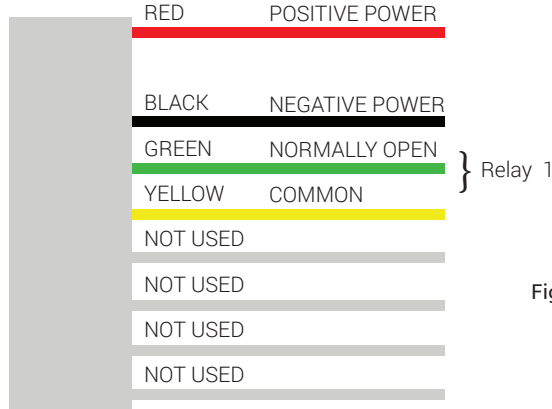 RED POSITIVE POWER
BLACK NEGATIVE POWER
GREEN NORMALLY OPEN
} Relay 1
YELLOW COMMON
NOT USED
NOT USED
NOT USED
NOT USED